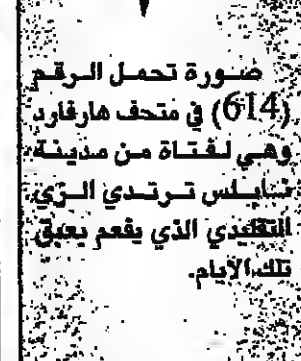 صورة تحمل الرقم
(614) في متحف هارفارد
وهي لفتاة من مدينة
نابلس ترتدي الزي
التقليدي الذي يفعم بعبق
تلك الايام.